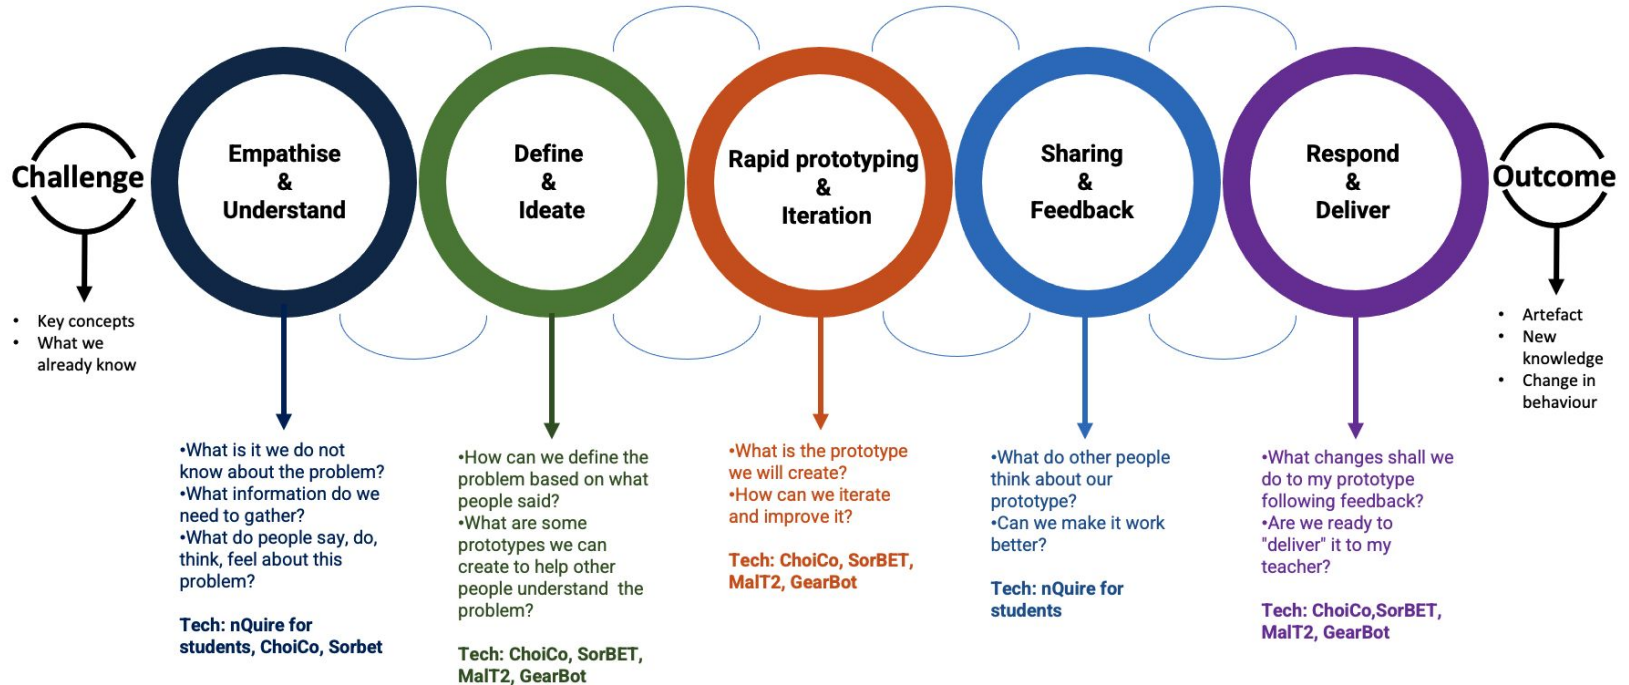 Challenge
• Key concepts
• What we
already know
Empathise
&
Understand
•What is it we do not
know about the problem?
•What information do we
need to gather?
•What do people say, do,
think, feel about this
problem?
Tech: nQuire for
students, ChoiCo, Sorbet
Define
&
Ideate
•How can we define the
problem based on what
people said?
•What are some
prototypes we can
create to help other
people understand the
problem?
Tech: ChoiCo, SorBET,
MalT2, GearBot
Rapid prototyping
&
Iteration
•What is the prototype
we will create?
•How can we iterate
and improve it?
Tech: ChoiCo, SorBET,
MalT2, GearBot
Sharing
&
Feedback
•What do other people
think about our
prototype?
•Can we make it work
better?
Tech: nQuire for
students
Respond
&
Deliver
•What changes shall we
do to my prototype
following feedback?
•Are we ready to
"deliver" it to my
teacher?
Tech: ChoiCo,SorBET,
MalT2, GearBot
Outcome
• Artefact
• New
knowledge
• Change in
behaviour